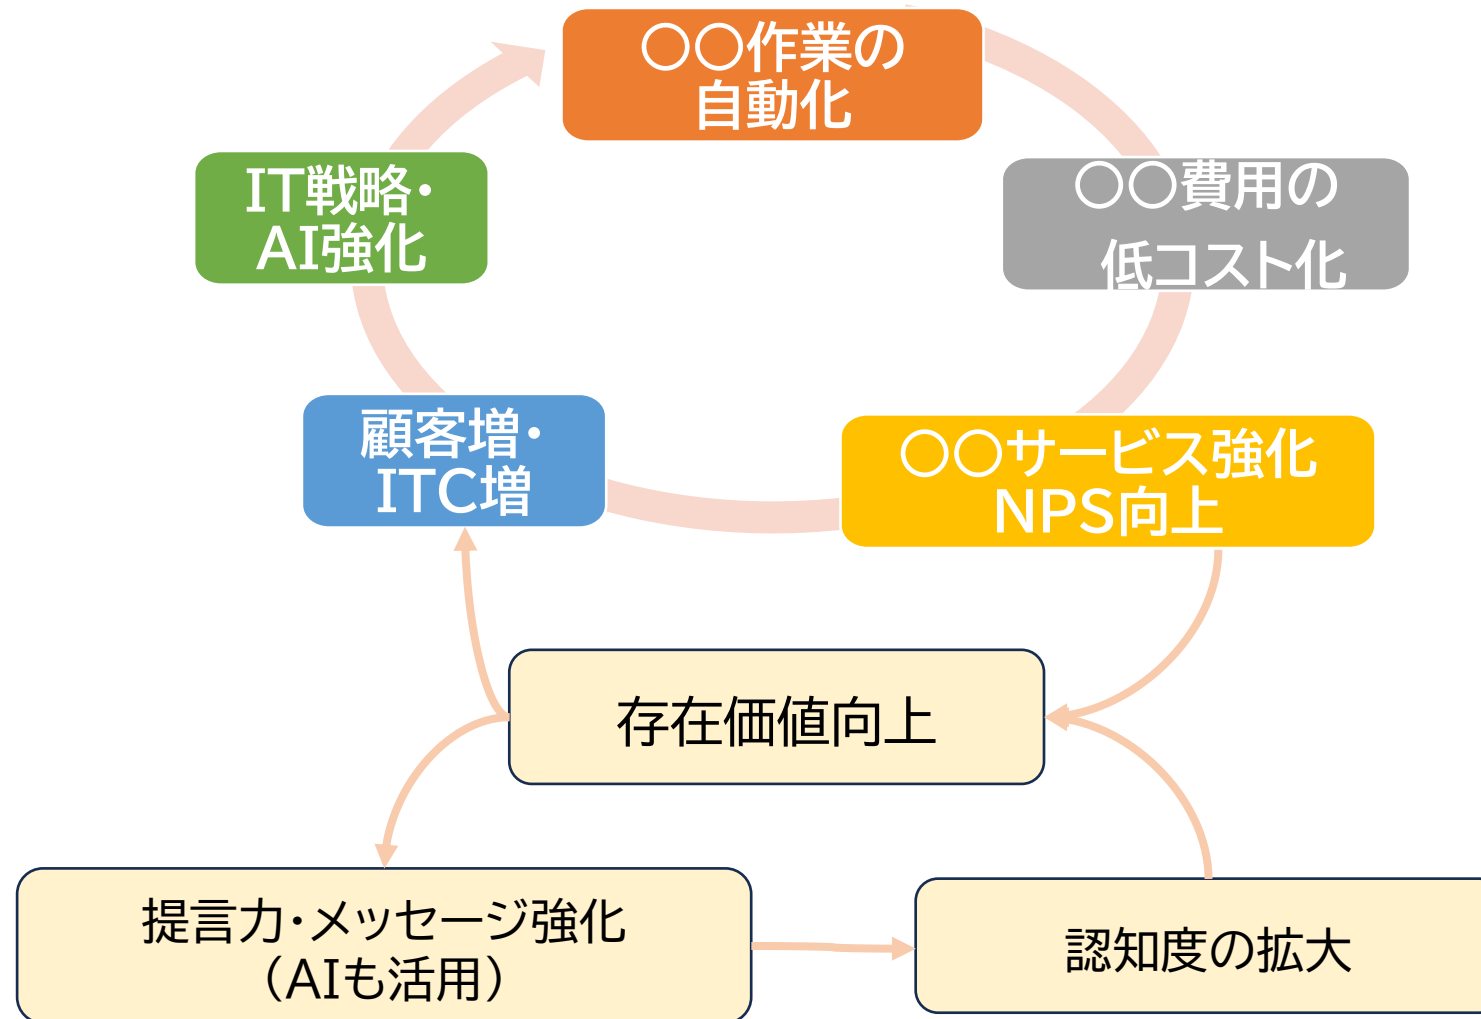 〇〇作業の
自動化
〇〇費用の
低コスト化
IT戦略・
AI強化
顧客増・
ITC増
〇〇サービス強化
NPS向上
存在価値向上
提言力・メッセージ強化
（AIも活用）
認知度の拡大